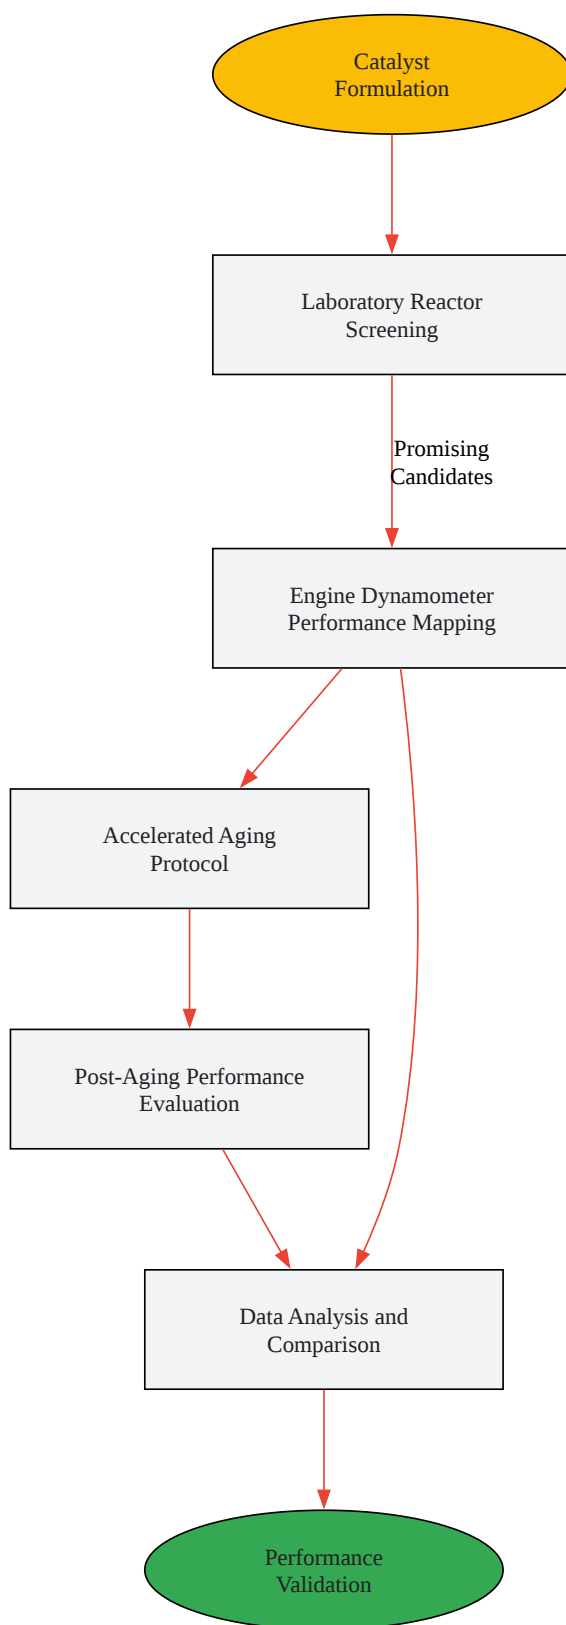 Catalyst
Formulation
Laboratory Reactor
Screening
Promising
Candidates
Engine Dynamometer
Performance Mapping
Accelerated Aging
Protocol
Post-Aging Performance
Evaluation
Data Analysis and
Comparison
Performance
Validation